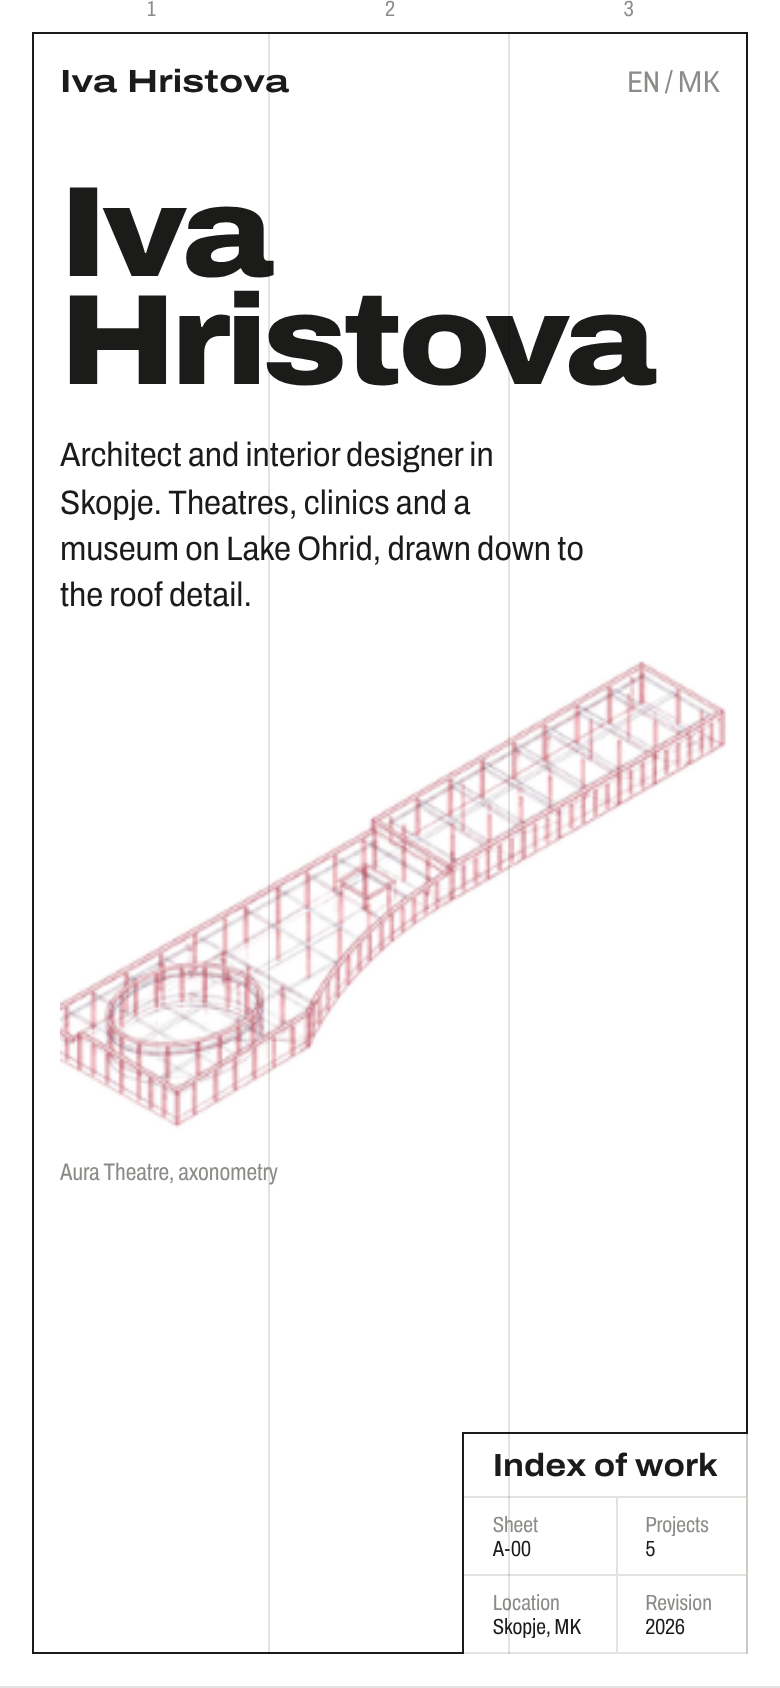 1 2 3
Iva Hristova
EN / MK
Iva
Hristova
Architect and interior designer in
Skopje. Theatres, clinics and a
museum on Lake Ohrid, drawn down to
the roof detail.
Aura Theatre, axonometry
Index of work
Sheet Projects
A-00 5
Location Revision
Skopje, MK 2026